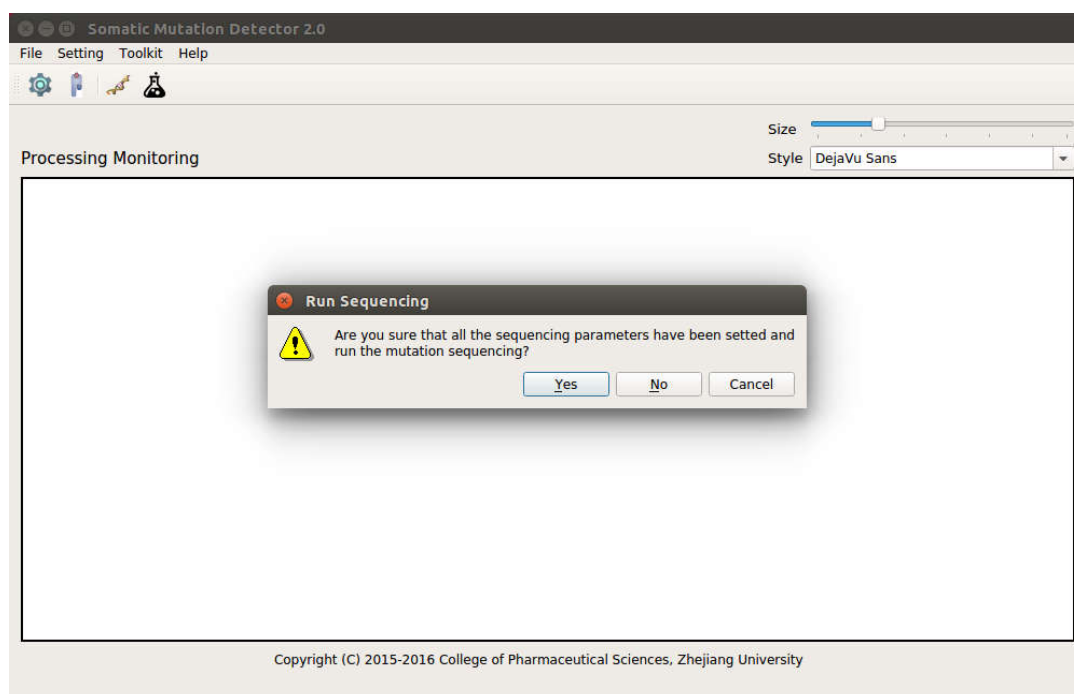 Somatic Mutation Detector 2.0
File Setting Toolkit Help
Size
Processing Monitoring
Style DejaVu Sans
Run Sequencing
Are you sure that all the sequencing parameters have been setted and
run the mutation sequencing?
Yes No Cancel
Copyright (C) 2015-2016 College of Pharmaceutical Sciences, Zhejiang University